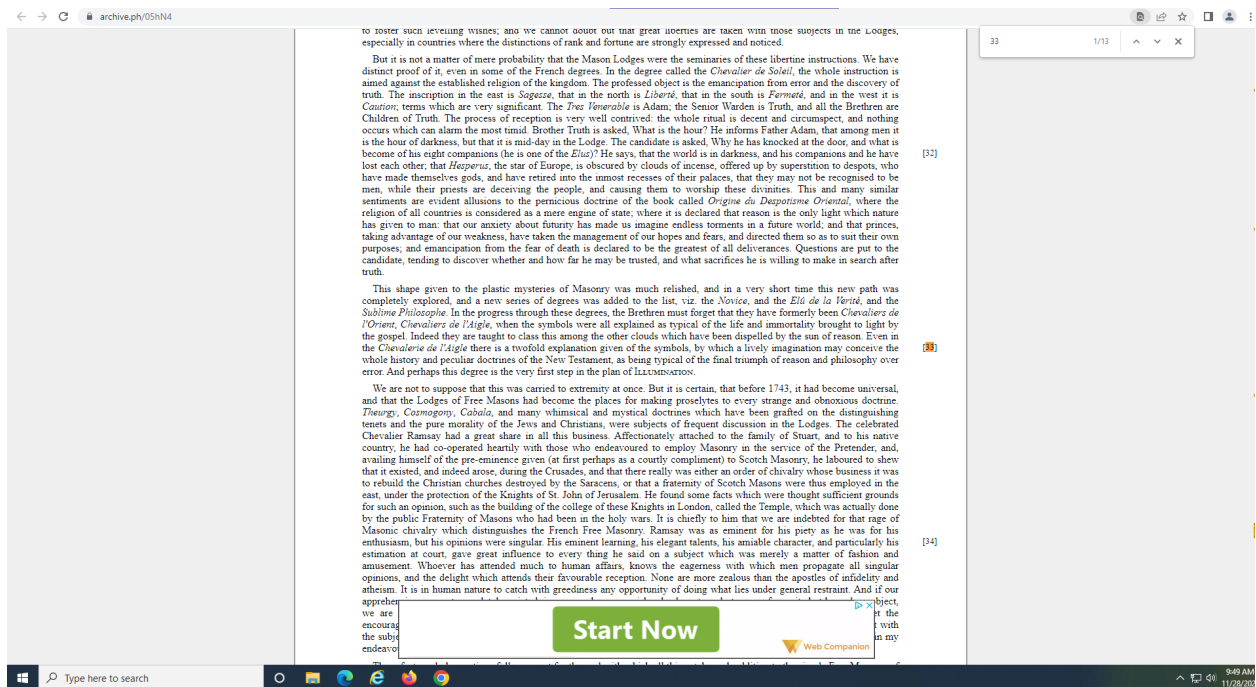 archive.ph/05hN4
33
1/13
to foster such levelling wishes; and we cannot doubt but that great liberties are taken with those subjects in the Lodges,
especially in countries where the distinctions of rank and fortune are strongly expressed and noticed.
But it is not a matter of mere probability that the Mason Lodges were the seminaries of these libertine instructions. We have
distinct proof of it, even in some of the French degrees. In the degree called the Chevalier de Soleil, the whole instruction is
aimed against the established religion of the kingdom. The professed object is the emancipation from error and the discovery of
truth. The inscription in the east is Sagesse, that in the north is Liberté, that in the south is Fermeté, and in the west it is
Caution; terms which are very significant. The Tres Venerable is Adam; the Senior Warden is Truth, and all the Brethren are
Children of Truth. The process of reception is very well contrived: the whole ritual is decent and circumspect, and nothing
occurs which can alarm the most timid. Brother Truth is asked, What is the hour? He informs Father Adam, that among men it
is the hour of darkness, but that it is mid-day in the Lodge. The candidate is asked, Why he has knocked at the door, and what is
become of his eight companions (he is one of the Elus)? He says, that the world is in darkness, and his companions and he have
[32]
lost each other; that Hesperus, the star of Europe, is obscured by clouds of incense, offered up by superstition to despots, who
have made themselves gods, and have retired into the inmost recesses of their palaces, that they may not be recognised to be
men, while their priests are deceiving the people, and causing them to worship these divinities. This and many similar
sentiments are evident allusions to the pernicious doctrine of the book called Origine du Despotisme Oriental, where the
religion of all countries is considered as a mere engine of state; where it is declared that reason is the only light which nature
has given to man: that our anxiety about futurity has made us imagine endless torments in a future world; and that princes,
taking advantage of our weakness, have taken the management of our hopes and fears, and directed them so as to suit their own
purposes; and emancipation from the fear of death is declared to be the greatest of all deliverances. Questions are put to the
candidate, tending to discover whether and how far he may be trusted, and what sacrifices he is willing to make in search after
truth.
This shape given to the plastic mysteries of Masonry was much relished, and in a very short time this new path was
completely explored, and a new series of degrees was added to the list, viz. the Novice, and the Elû de la Verité, and the
Sublime Philosophe. In the progress through these degrees, the Brethren must forget that they have formerly been Chevaliers de
l'Orient, Chevaliers de l'Aigle, when the symbols were all explained as typical of the life and immortality brought to light by
the gospel. Indeed they are taught to class this among the other clouds which have been dispelled by the sun of reason. Even in
the Chevalerie de l'Aigle there is a twofold explanation given of the symbols, by which a lively imagination may conceive the
[33]
whole history and peculiar doctrines of the New Testament, as being typical of the final triumph of reason and philosophy over
error. And perhaps this degree is the very first step in the plan of ILLUMINATION.
We are not to suppose that this was carried to extremity at once. But it is certain, that before 1743, it had become universal,
and that the Lodges of Free Masons had become the places for making proselytes to every strange and obnoxious doctrine.
Theurgy, Cosmogony, Cabala, and many whimsical and mystical doctrines which have been grafted on the distinguishing
tenets and the pure morality of the Jews and Christians, were subjects of frequent discussion in the Lodges. The celebrated
Chevalier Ramsay had a great share in all this business. Affectionately attached to the family of Stuart, and to his native
country, he had co-operated heartily with those who endeavoured to employ Masonry in the service of the Pretender, and,
availing himself of the pre-eminence given (at first perhaps as a courtly compliment) to Scotch Masonry, he laboured to shew
that it existed, and indeed arose, during the Crusades, and that there really was either an order of chivalry whose business it was
to rebuild the Christian churches destroyed by the Saracens, or that a fraternity of Scotch Masons were thus employed in the
east, under the protection of the Knights of St. John of Jerusalem. He found some facts which were thought sufficient grounds
for such an opinion, such as the building of the college of these Knights in London, called the Temple, which was actually done
by the public Fraternity of Masons who had been in the holy wars. It is chiefly to him that we are indebted for that rage of
Masonic chivalry which distinguishes the French Free Masonry. Ramsay was as eminent for his piety as he was for his
enthusiasm, but his opinions were singular. His eminent learning, his elegant talents, his amiable character, and particularly his
[34]
estimation at court, gave great influence to every thing he said on a subject which was merely a matter of fashion and
amusement. Whoever has attended much to human affairs, knows the eagerness with which men propagate all singular
opinions, and the delight which attends their favourable reception. None are more zealous than the apostles of infidelity and
atheism. It is in human nature to catch with greediness any opportunity of doing what lies under general restraint. And if our
we are
encourag
the subje
endeavo
the
with
in my
Start Now
Web Companion
Type here to search
9:49 AM